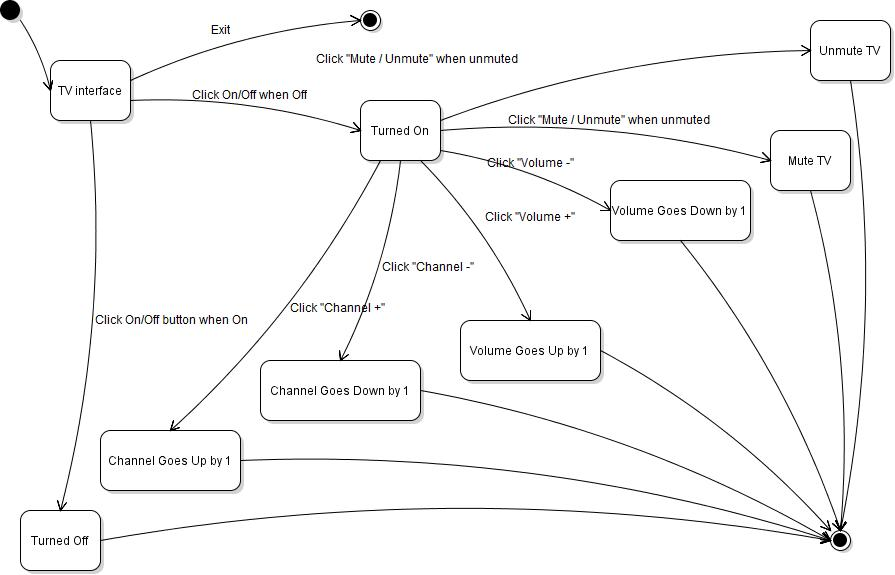 Exit
Click "Mute / Unmute" when unmuted
Unmute TV
TV interface
Click On/Off when Off
Turned On
Click "Mute / Unmute" when unmuted
Mute TV
Click "Volume -"
Volume Goes Down by 1
Click "Volume +"
Click "Channel -"
Click "Channel +"
Click On/Off button when On
Volume Goes Up by 1
Channel Goes Down by 1
Channel Goes Up by 1
Turned Off